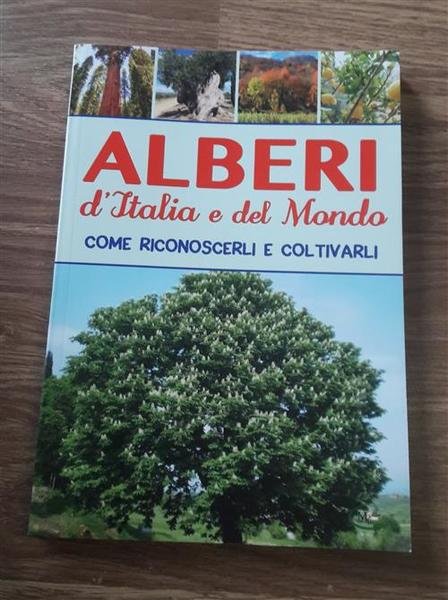 ALBERI
d'Italia e del Mondo
COME RICONOSCERLI E COLTIVARLI